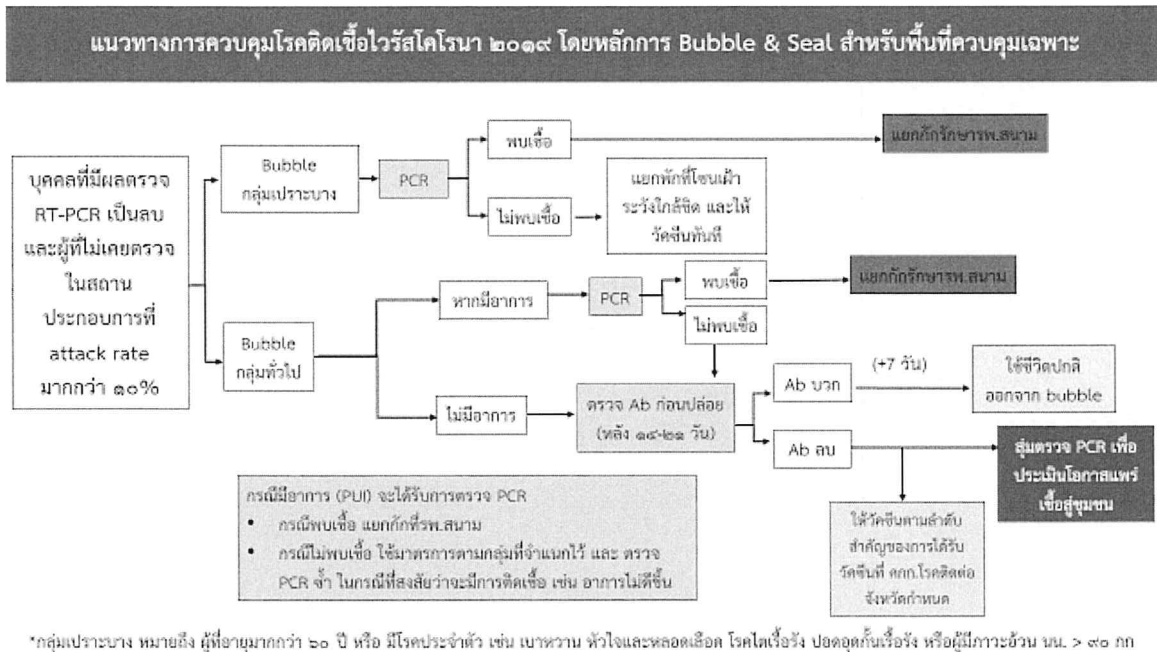 แนวทางการควบคุมโรคติดเชื้อไวรัสโคโรนา ๒๐๑๙ โดยหลักการ Bubble & Seal สำหรับพื้นที่ควบคุมเฉพาะ
บุคคลที่มีผลตรวจ
RT-PCR เป็นลบ
และผู้ที่ไม่เคยตรวจ
ในสถาน
ประกอบการที่
attack rate
มากกว่า ๑๐%
Bubble
กลุ่มเปราะบาง
PCR
พบเชื้อ
แยกกักรักษารพ.สนาม
ไม่พบเชื้อ
แยกพักที่โซนเฝ้า
ระวังใกล้ชิด และให้
วัคซีนทันที
Bubble
กลุ่มทั่วไป
หากมีอาการ
PCR
พบเชื้อ
แยกกักรักษารพ.สนาม
ไม่พบเชื้อ
ไม่มีอาการ
ตรวจ Ab ก่อนปล่อย
(หลัง ๑๔-๒๑ วัน)
Ab บวก
(+7 วัน)
ใช้ชีวิตปกติ
ออกจาก bubble
Ab ลบ
สุ่มตรวจ PCR เพื่อ
ประเมินโอกาสแพร่
เชื้อสู่ชุมชน
ให้วัคซีนตามลำดับ
สำคัญของการได้รับ
วัคซีนที่ คกก.โรคติดต่อ
จังหวัดกำหนด
กรณีมีอาการ (PUI) จะได้รับการตรวจ PCR
• กรณีพบเชื้อ แยกกักที่รพ.สนาม
• กรณีไม่พบเชื้อ ใช้มาตรการตามกลุ่มที่จำแนกไว้ และ ตรวจ
PCR ซ้ำ ในกรณีที่สงสัยว่าจะมีการติดเชื้อ เช่น อาการไม่ดีขึ้น
*กลุ่มเปราะบาง หมายถึง ผู้ที่อายุมากกว่า ๖๐ ปี หรือ มีโรคประจำตัว เช่น เบาหวาน หัวใจและหลอดเลือด โรคไตเรื้อรัง ปอดอุดกั้นเรื้อรัง หรือผู้มีภาวะอ้วน นน. > ๙๐ กก